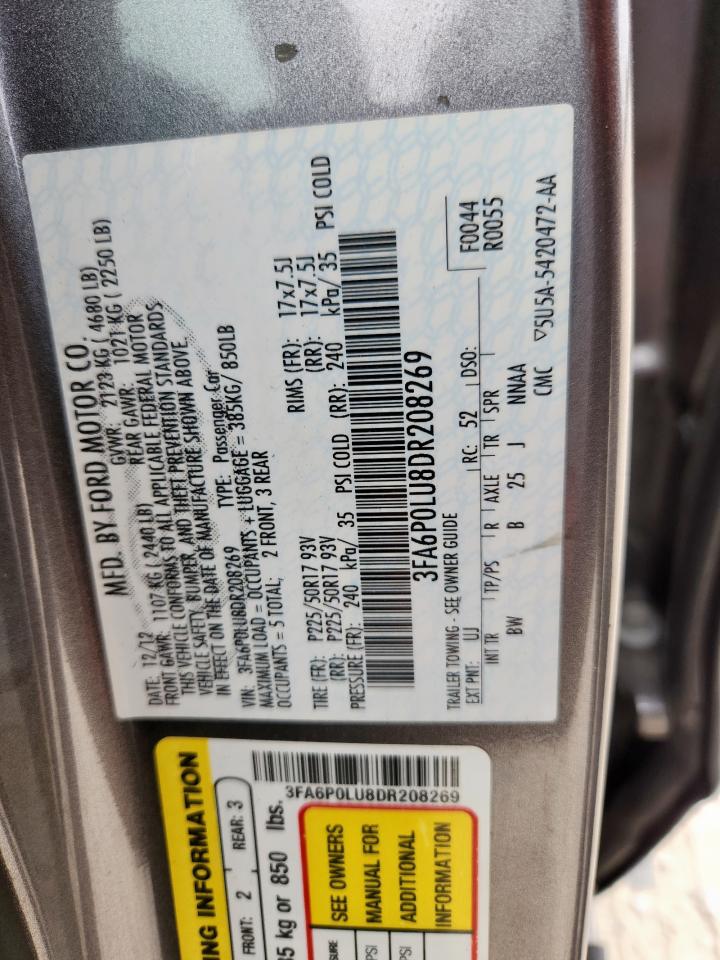 MFD. BY FORD MOTOR CO.
DATE: 12/12 GVWR: 2123 KG ( 4680 LB)
FRONT GAWR: 1107 KG ( 2440 LB) REAR GAWR: 1021 KG ( 2250 LB)
THIS VEHICLE CONFORMS TO ALL APPLICABLE FEDERAL MOTOR
VEHICLE SAFETY, BUMPER, AND THEFT PREVENTION STANDARDS
IN EFFECT ON THE DATE OF MANUFACTURE SHOWN ABOVE.
VIN: 3FA6P0LU8DR208269 TYPE: Passenger Car
MAXIMUM LOAD = OCCUPANTS + LUGGAGE = 385KG/ 850LB
OCCUPANTS = 5 TOTAL; 2 FRONT, 3 REAR
TIRE (FR): P225/50R17 93V RIMS (FR): 17x7.5J
(RR): P225/50R17 93V (RR): 17x7.5J
PRESSURE (FR): 240 kPa/ 35 PSI COLD (RR): 240 kPa/ 35 PSI COLD
3FA6P0LU8DR208269
TRAILER TOWING - SEE OWNER GUIDE F0044
R0055
EXT PNT: UJ RC: 52 DSO:
INT TR TP/PS R AXLE TR SPR
BW B 25 J NNAA
CMC ▽5U5A-5420472-AA
ING INFORMATION
FRONT: 2 REAR: 3
85 kg or 850 lbs.
3FA6P0LU8DR208269
SEE OWNERS
MANUAL FOR
ADDITIONAL
INFORMATION
PSI
PSI